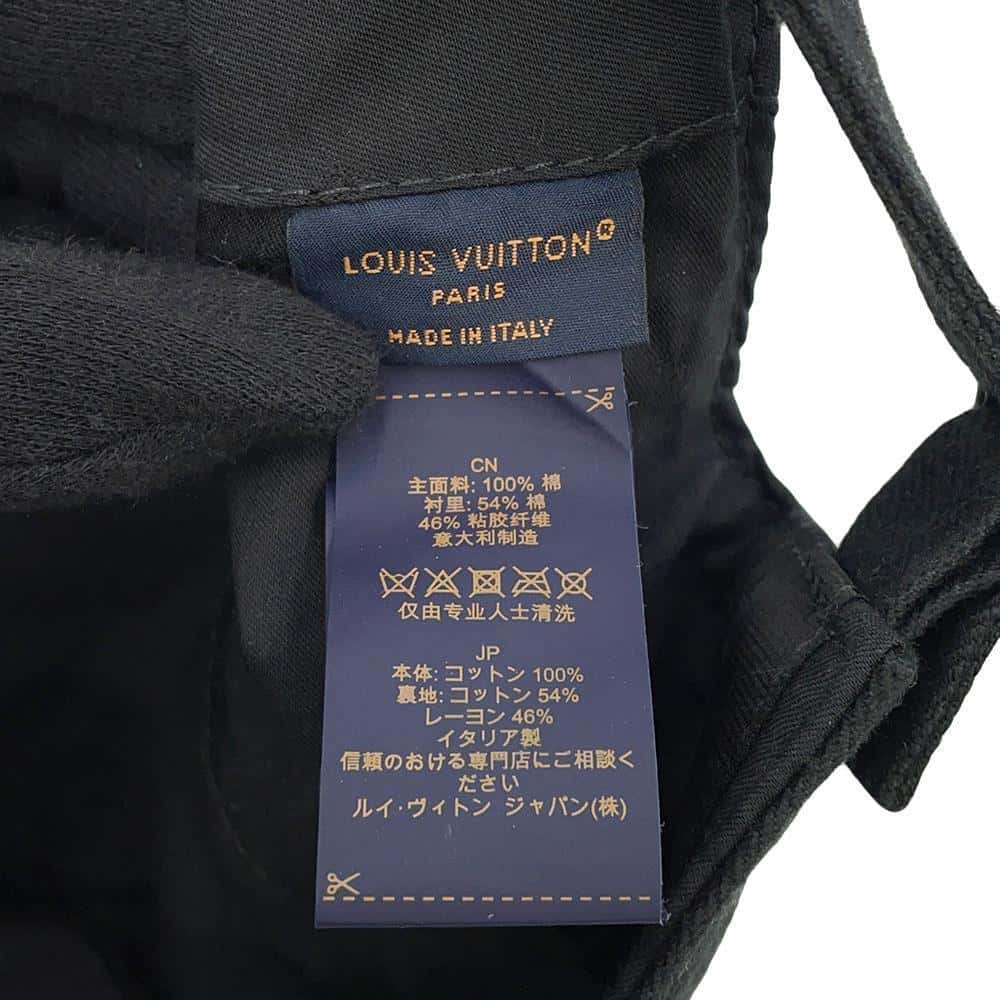 LOUIS VUITTON®
PARIS
MADE IN ITALY
CN
主面料: 100% 棉
衬里: 54% 棉
46% 粘胶纤维
意大利制造
仅由专业人士清洗
JP
本体: コットン 100%
裏地: コットン 54%
レーヨン 46%
イタリア製
信頼のおける専門店にご相談く
ださい
ルイ·ヴィトン ジャパン(株)